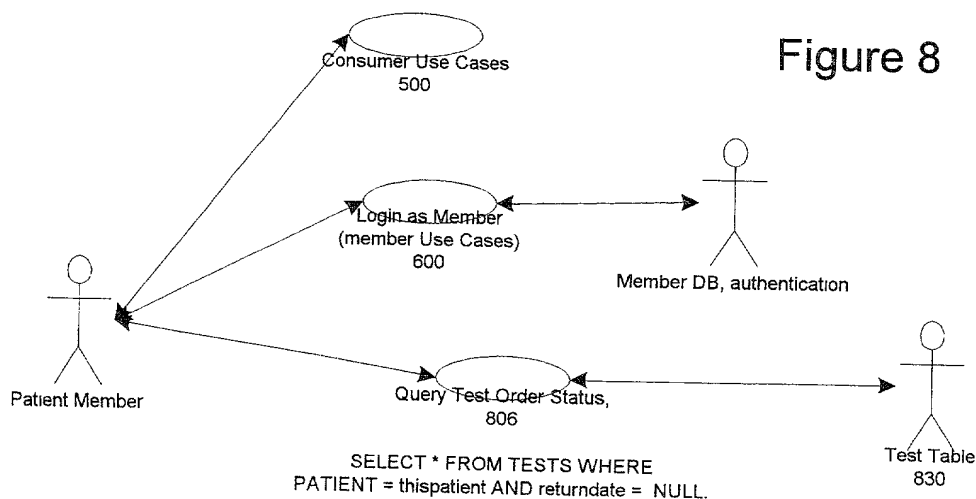 Figure 8
Consumer Use Cases
500
Login as Member
(member Use Cases)
600
Member DB, authentication
Patient Member
Query Test Order Status,
806
Test Table
830
SELECT * FROM TESTS WHERE
PATIENT = thispatient AND returndate = NULL.